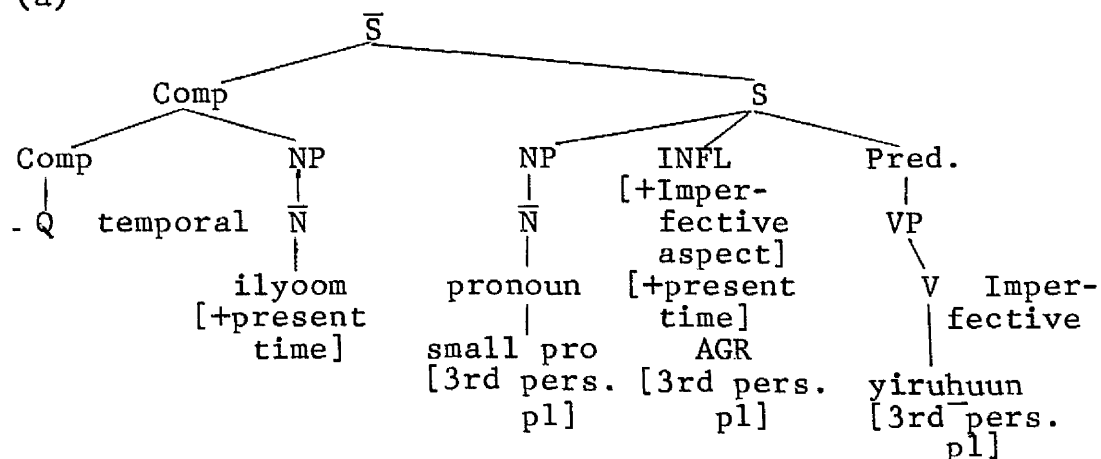 (a)
S̅
Comp S
Comp NP NP INFL Pred.
[+Imper-
- Q temporal N̅ N̅ fective VP
aspect]
ilyoom pronoun [+present V Imper-
[+present time] fective
time] small pro AGR
[3rd pers. [3rd pers. yiruhuun
pl] pl] [3rd pers.
pl]